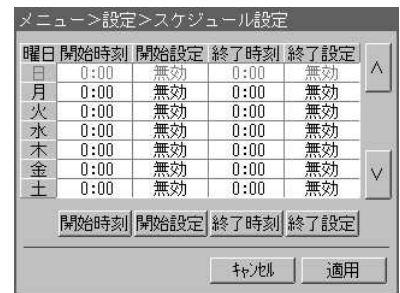 メニュー＞設定＞スケジュール設定
曜日 開始時刻 開始設定 終了時刻 終了設定
日 0:00 無効 0:00 無効
月 0:00 無効 0:00 無効
火 0:00 無効 0:00 無効
水 0:00 無効 0:00 無効
木 0:00 無効 0:00 無効
金 0:00 無効 0:00 無効
土 0:00 無効 0:00 無効
開始時刻 開始設定 終了時刻 終了設定
ｷｬﾝｾﾙ 適用